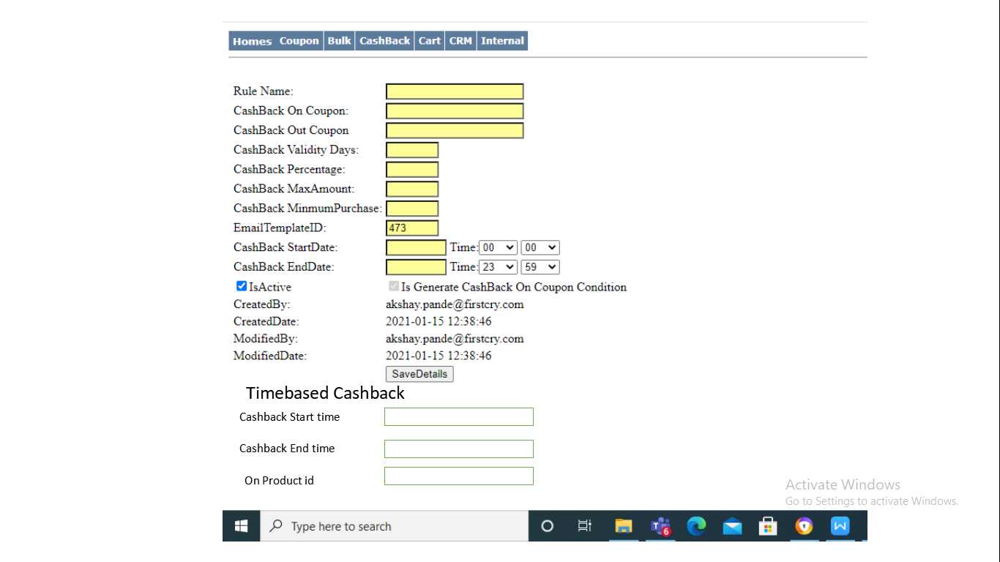 Homes Coupon Bulk CashBack Cart CRM Internal
Rule Name:
CashBack On Coupon:
CashBack Out Coupon
CashBack Validity Days:
CashBack Percentage:
CashBack MaxAmount:
CashBack MinmumPurchase:
EmailTemplateID: 473
CashBack StartDate: Time: 00 00
CashBack EndDate: Time: 23 59
IsActive Is Generate CashBack On Coupon Condition
CreatedBy: akshay.pande@firstcry.com
CreatedDate: 2021-01-15 12:38:46
ModifiedBy: akshay.pande@firstcry.com
ModifiedDate: 2021-01-15 12:38:46
SaveDetails
Timebased Cashback
Cashback Start time
Cashback End time
On Product id
Activate Windows
Go to Settings to activate Windows.
Type here to search
T
6
W